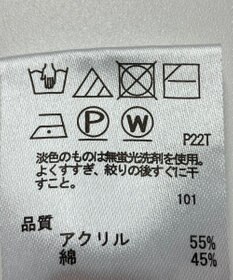 P W
P22T
淡色のものは無蛍光洗剤を使用。
よくすすぎ、絞りの後すぐに干
すこと。
101
品質
アクリル 55%
綿 45%